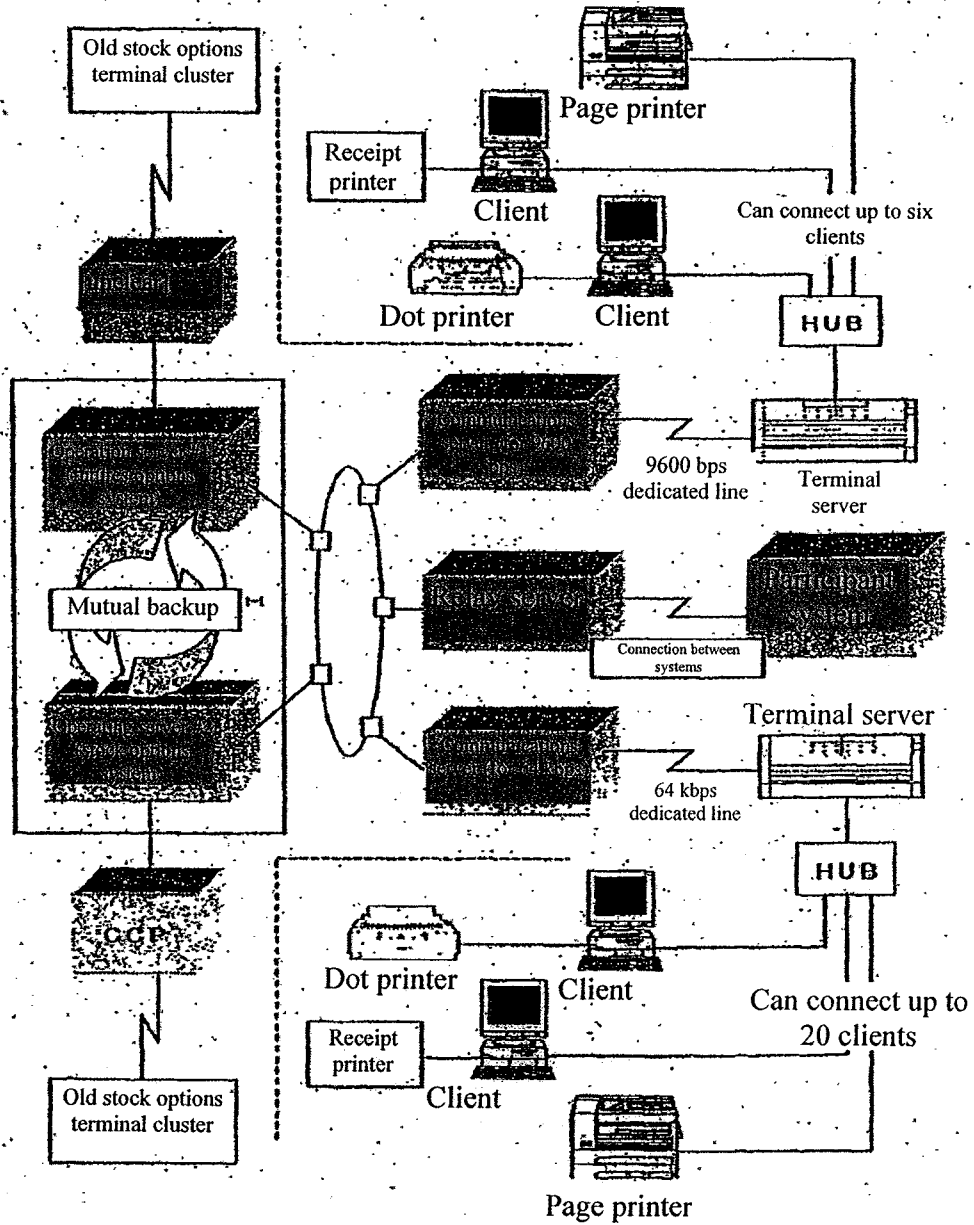 Old stock options
terminal cluster
Page printer
Receipt
printer
Client
Can connect up to six
clients
Dot printer
Client
HUB
9600 bps
dedicated line
Terminal
server
Mutual backup
Relay server
Participant
system
Connection between
systems
Terminal server
64 kbps
dedicated line
HUB
CCP
Dot printer
Client
Can connect up to
20 clients
Receipt
printer
Client
Old stock options
terminal cluster
Page printer